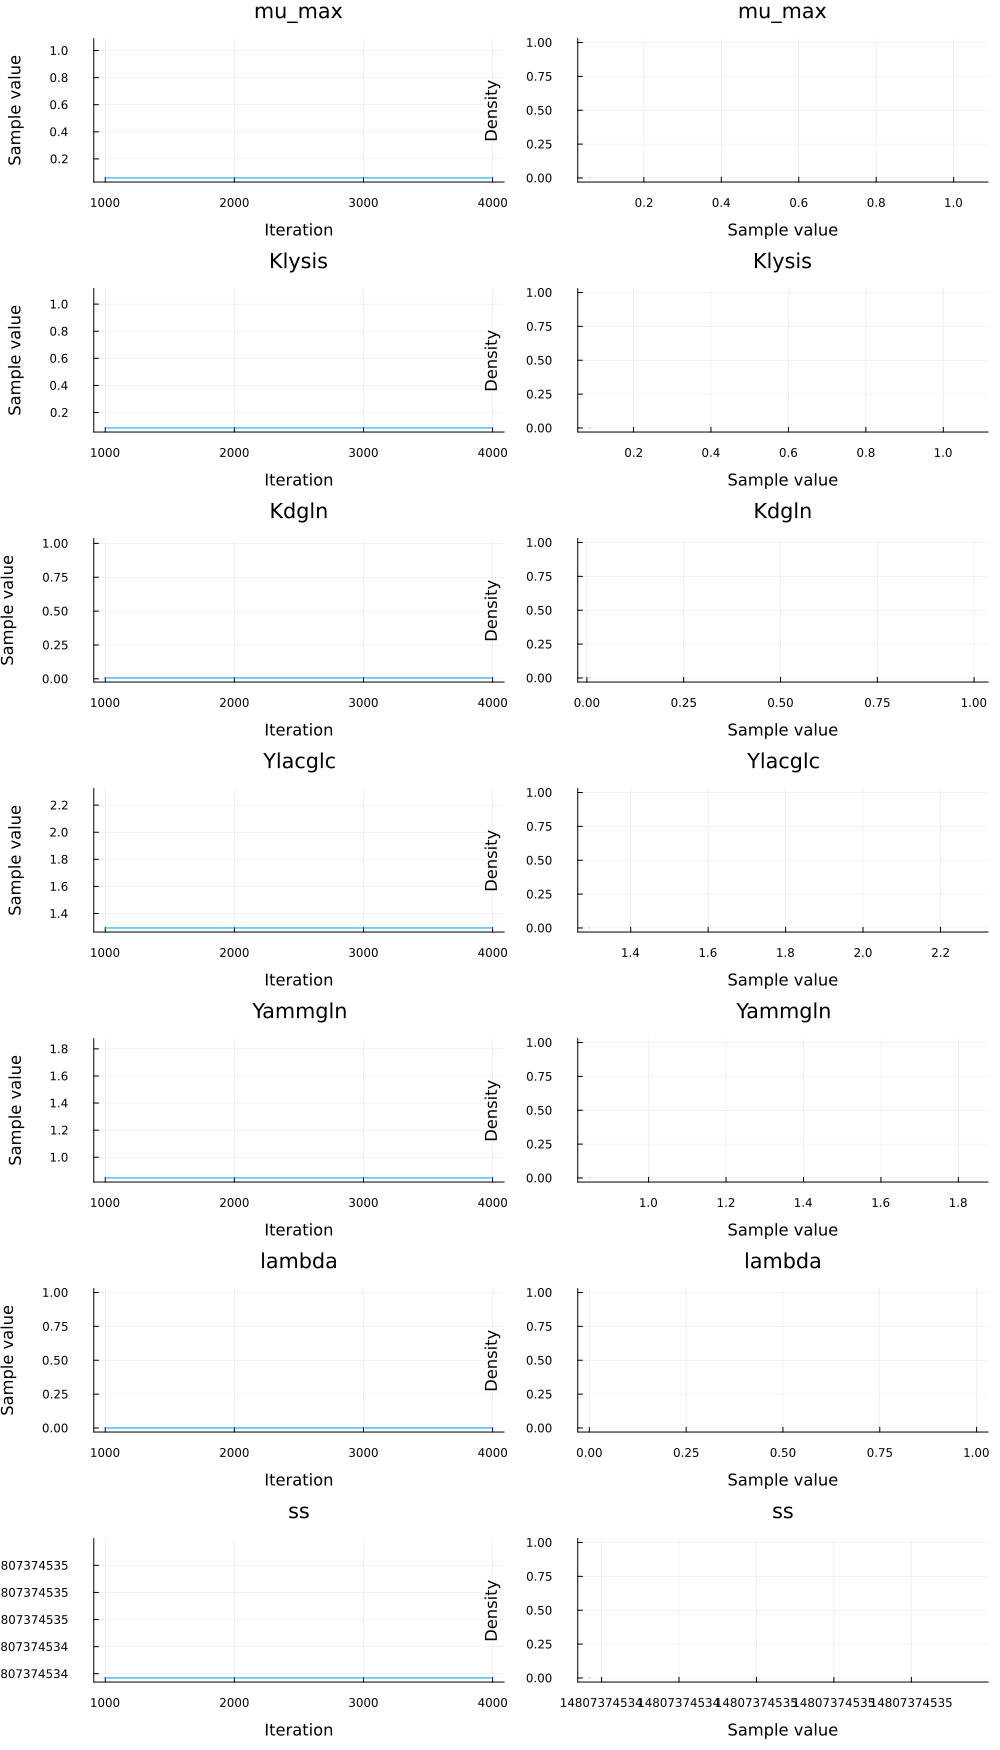 mu_max mu_max
Sample value
1.0
0.8
0.6
0.4
0.2
1000 2000 3000 4000
Iteration
Density
1.00
0.75
0.50
0.25
0.00
0.2 0.4 0.6 0.8 1.0
Sample value
Klysis Klysis
Sample value
1.0
0.8
0.6
0.4
0.2
1000 2000 3000 4000
Iteration
Density
1.00
0.75
0.50
0.25
0.00
0.2 0.4 0.6 0.8 1.0
Sample value
Kdgln Kdgln
Sample value
1.00
0.75
0.50
0.25
0.00
1000 2000 3000 4000
Iteration
Density
1.00
0.75
0.50
0.25
0.00
0.00 0.25 0.50 0.75 1.00
Sample value
Ylacglc Ylacglc
Sample value
2.2
2.0
1.8
1.6
1.4
1000 2000 3000 4000
Iteration
Density
1.00
0.75
0.50
0.25
0.00
1.4 1.6 1.8 2.0 2.2
Sample value
Yammgln Yammgln
Sample value
1.8
1.6
1.4
1.2
1.0
1000 2000 3000 4000
Iteration
Density
1.00
0.75
0.50
0.25
0.00
1.0 1.2 1.4 1.6 1.8
Sample value
lambda lambda
Sample value
1.00
0.75
0.50
0.25
0.00
1000 2000 3000 4000
Iteration
Density
1.00
0.75
0.50
0.25
0.00
0.00 0.25 0.50 0.75 1.00
Sample value
ss ss
807374535
807374535
807374535
807374534
807374534
1000 2000 3000 4000
Iteration
Density
1.00
0.75
0.50
0.25
0.00
14807374534 14807374534 14807374535 14807374535 14807374535
Sample value